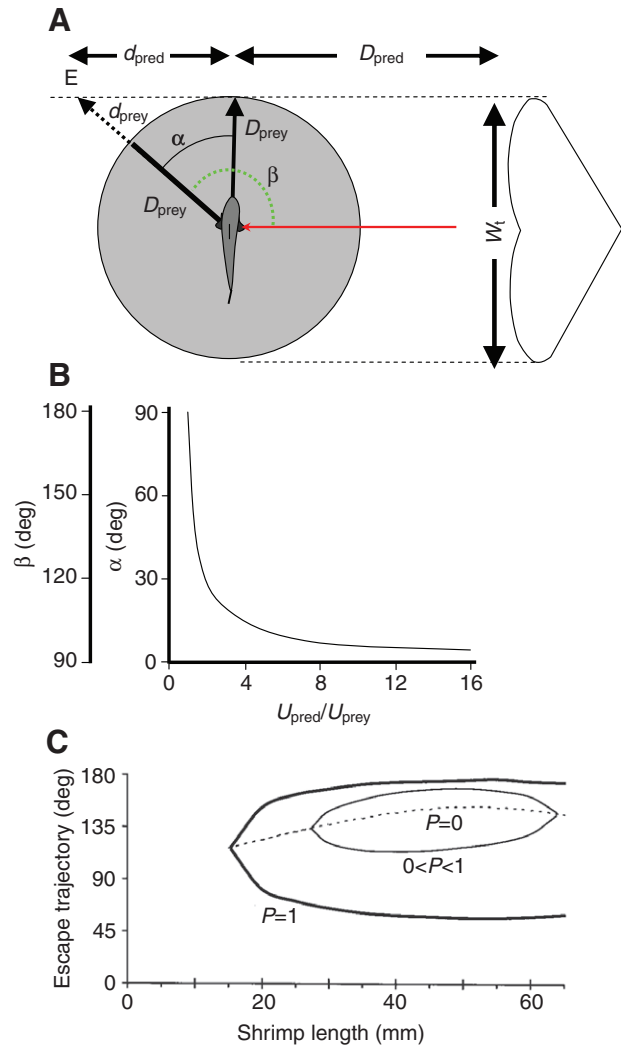 A
d_pred D_pred
E
d_prey
α D_prey
β
D_prey
W_t
B
180 90
150 60
120 30
90 0
β (deg)
α (deg)
0 4 8 12 16
U_pred/U_prey
C
Escape trajectory (deg)
180
135
90
45
0
P=0
0<P<1
P=1
0 20 40 60
Shrimp length (mm)